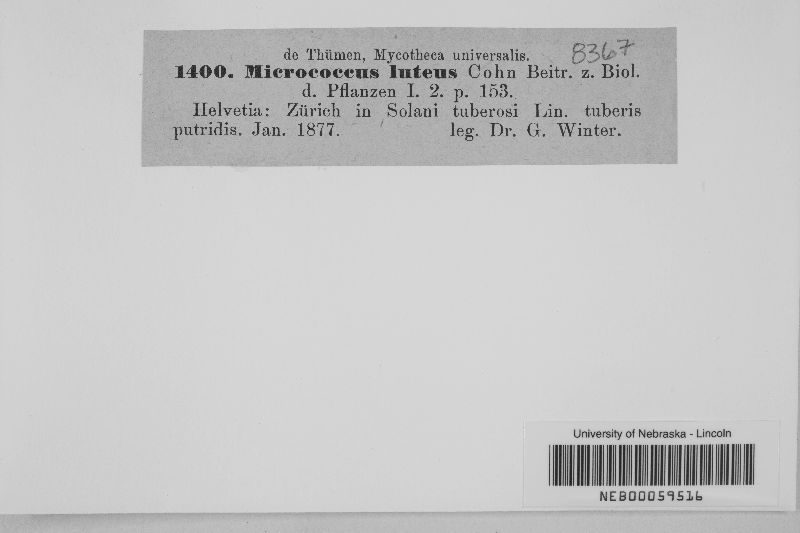 de Thümen, Mycotheca universalis.
8367
1400. Micrococcus luteus Cohn Beitr. z. Biol.
d. Pflanzen I. 2. p. 153.
Helvetia: Zürich in Solani tuberosi Lin. tuberis
putridis. Jan. 1877. leg. Dr. G. Winter.
University of Nebraska - Lincoln
NEB00059516